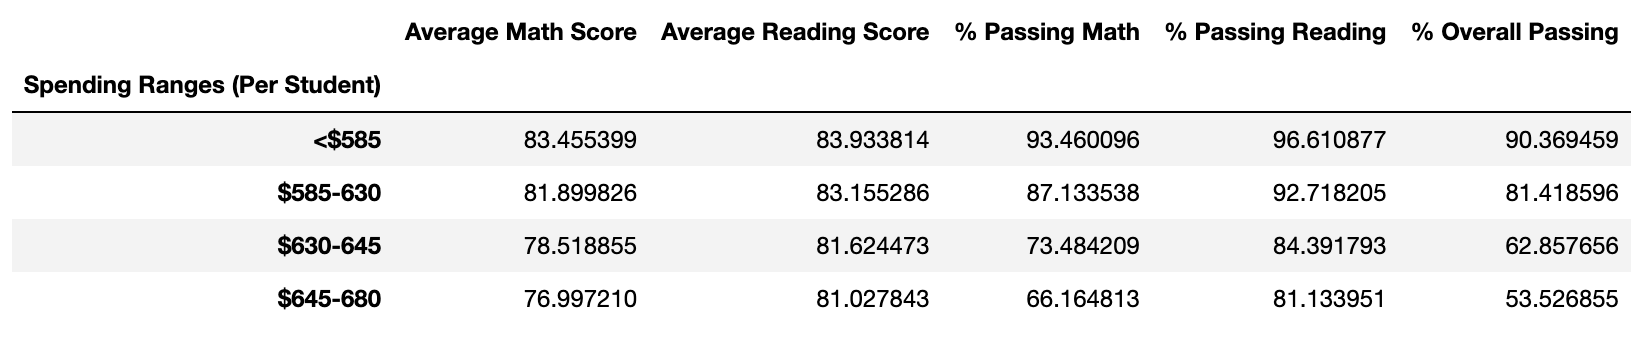 Average Math Score Average Reading Score % Passing Math % Passing Reading % Overall Passing
Spending Ranges (Per Student)
<$585 83.455399 83.933814 93.460096 96.610877 90.369459
$585-630 81.899826 83.155286 87.133538 92.718205 81.418596
$630-645 78.518855 81.624473 73.484209 84.391793 62.857656
$645-680 76.997210 81.027843 66.164813 81.133951 53.526855